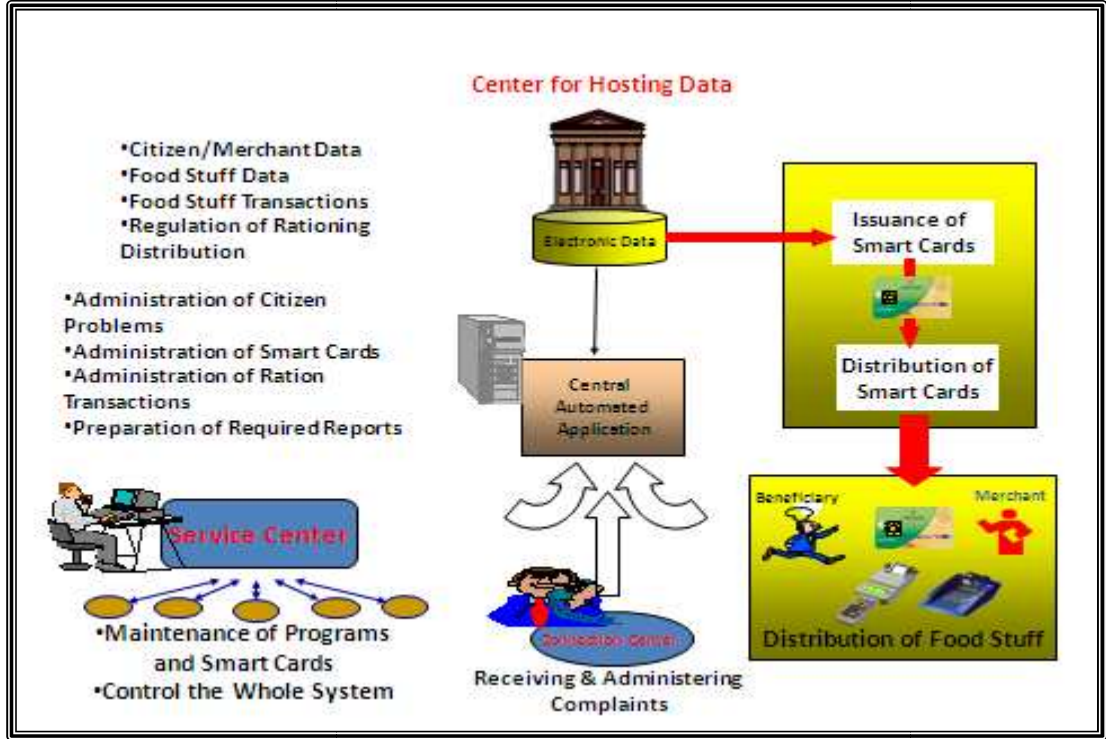 Center for Hosting Data
•Citizen/Merchant Data
•Food Stuff Data
•Food Stuff Transactions
•Regulation of Rationing
Distribution
Electronic Data
Issuance of
Smart Cards
•Administration of Citizen
Problems
•Administration of Smart Cards
•Administration of Ration
Transactions
•Preparation of Required Reports
Central
Automated
Application
Distribution of
Smart Cards
Service Center
Beneficiary
Merchant
Connection Center
Distribution of Food Stuff
•Maintenance of Programs
and Smart Cards
•Control the Whole System
Receiving & Administering
Complaints